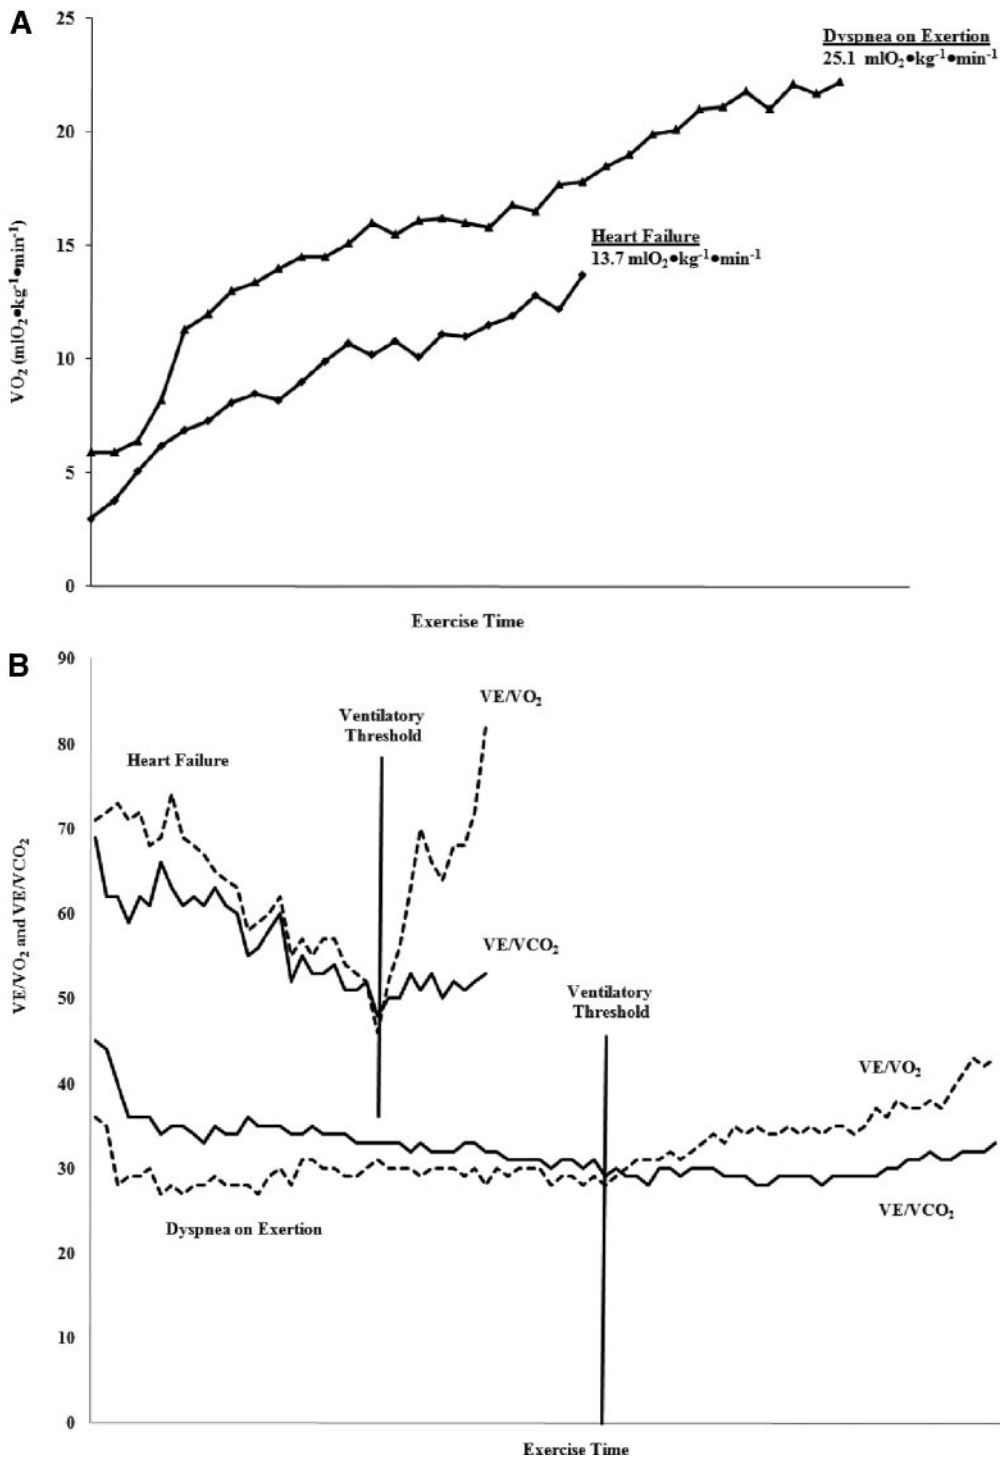 A
25
Dyspnea on Exertion
25.1 mlO₂●kg⁻¹●min⁻¹
20
Heart Failure
13.7 mlO₂●kg⁻¹●min⁻¹
15
VO₂ (mlO₂●kg⁻¹●min⁻¹)
10
5
0
Exercise Time
B
90
VE/VO₂
Ventilatory
Threshold
80
Heart Failure
70
VE/VO₂ and VE/VCO₂
60
VE/VCO₂
50
Ventilatory
Threshold
40
VE/VO₂
30
VE/VCO₂
Dyspnea on Exertion
20
10
0
Exercise Time